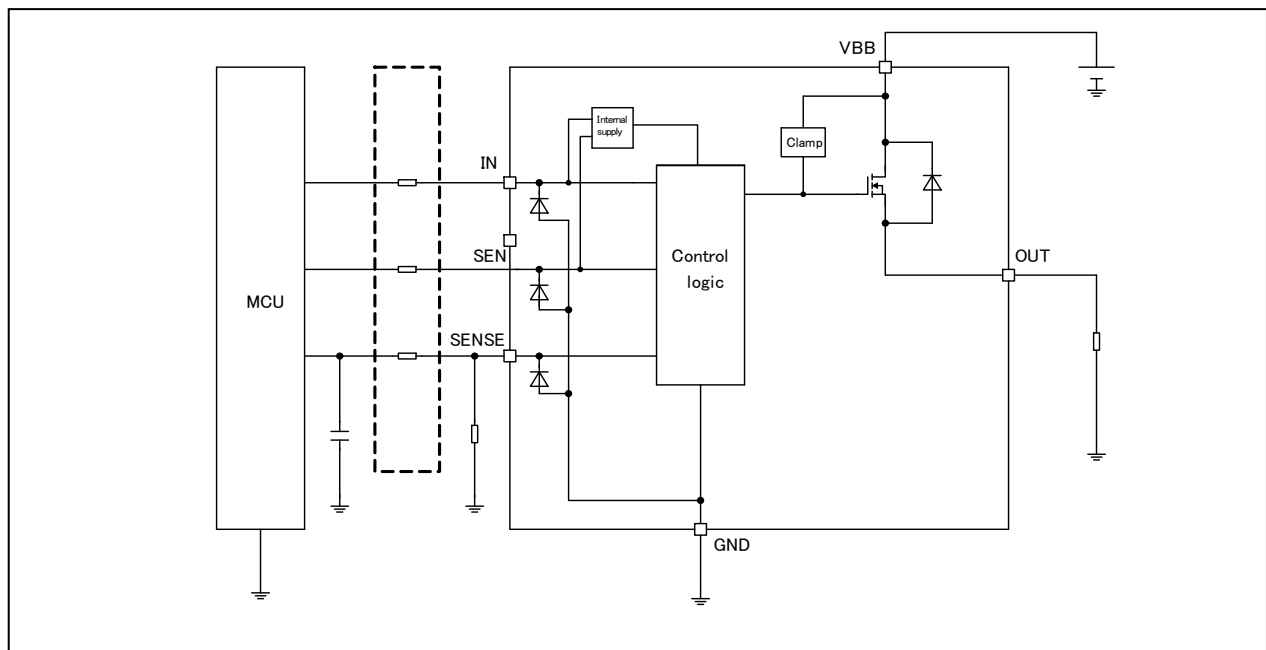 VBB
Internal
supply
Clamp
IN
SEN
Control
logic
OUT
MCU
SENSE
GND